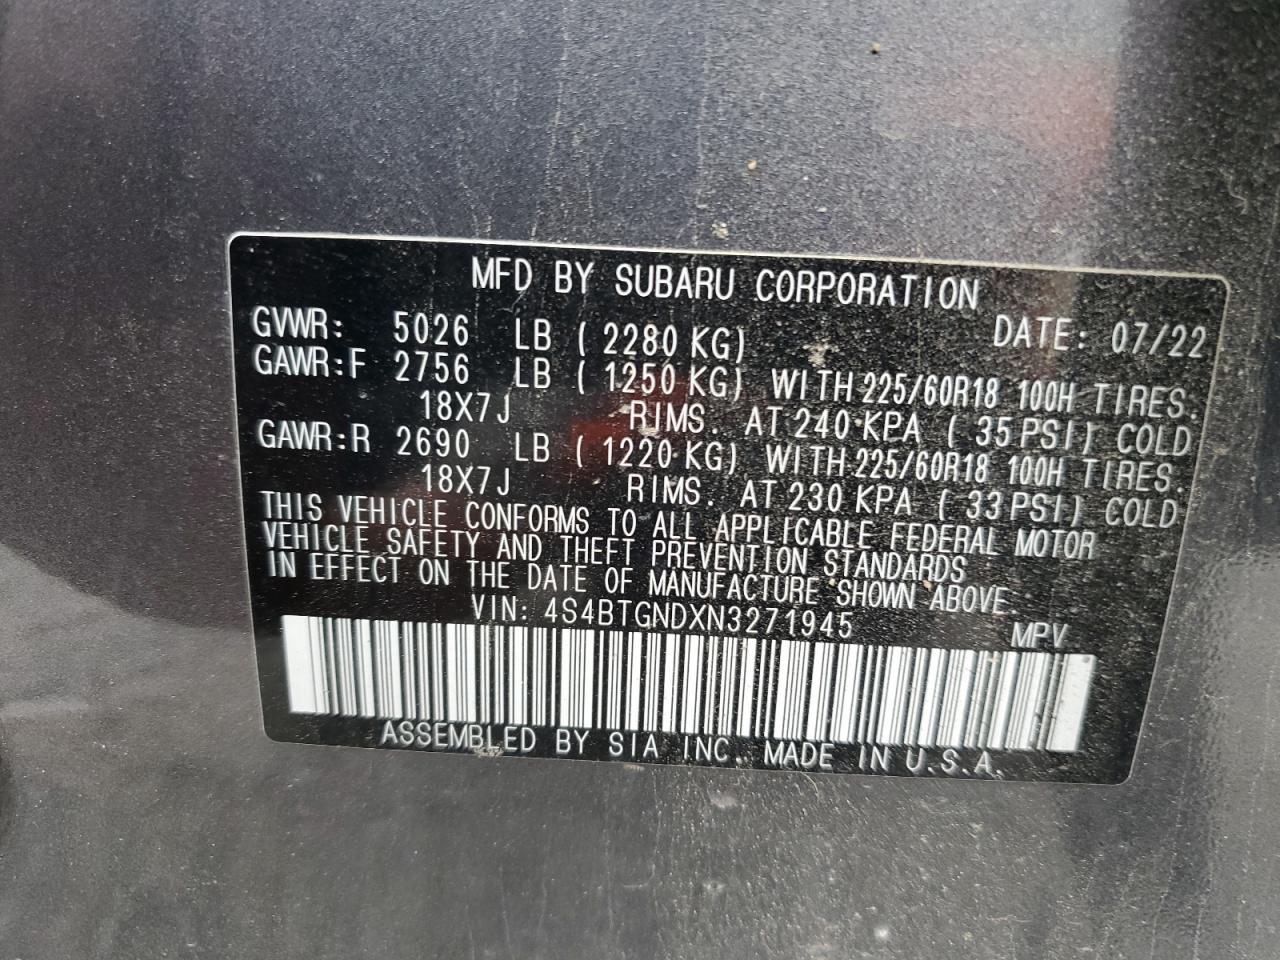 MFD BY SUBARU CORPORATION
GVWR: 5026 LB ( 2280 KG) DATE: 07/22
GAWR:F 2756 LB ( 1250 KG) WITH 225/60R18 100H TIRES.
18X7J RIMS. AT 240 KPA ( 35 PSI) COLD
GAWR:R 2690 LB ( 1220 KG) WITH 225/60R18 100H TIRES.
18X7J RIMS. AT 230 KPA ( 33 PSI) COLD
THIS VEHICLE CONFORMS TO ALL APPLICABLE FEDERAL MOTOR
VEHICLE SAFETY AND THEFT PREVENTION STANDARDS
IN EFFECT ON THE DATE OF MANUFACTURE SHOWN ABOVE.
VIN: 4S4BTGNDXN3271945 MPV
ASSEMBLED BY SIA INC. MADE IN U.S.A.